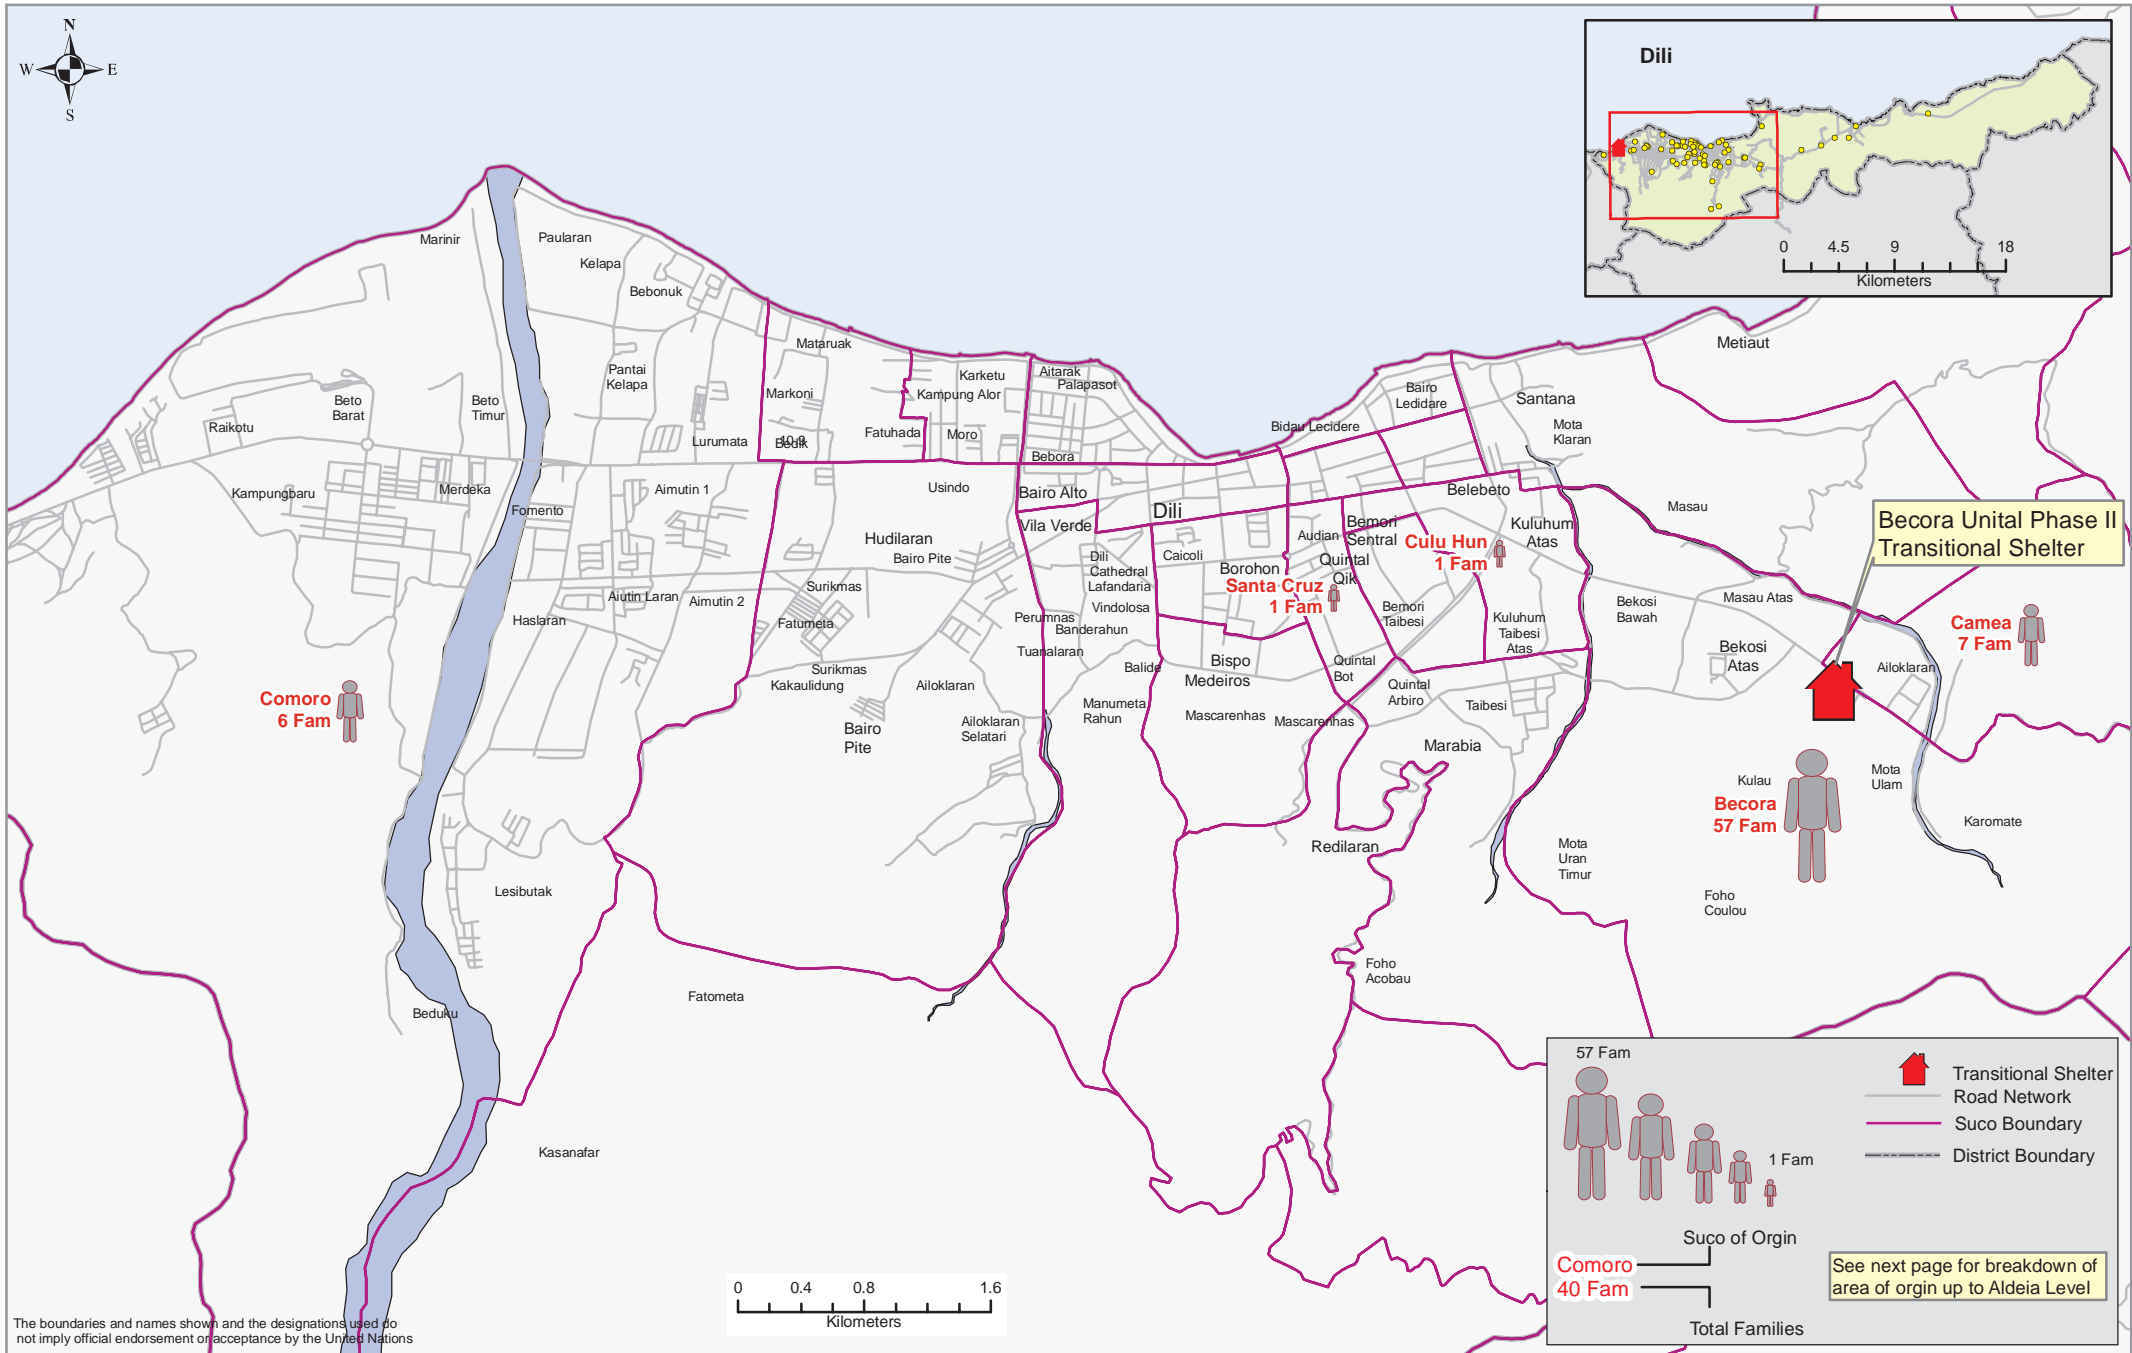 N
W
E
S
Dili
0
4.5
9
18
Kilometers
Marinir
Paularan
Kelapa
Bebonuk
Metiaut
Mataruak
Pantai
Kelapa
Karketu
Aitarak
Palapasot
Kampung Alor
Markoni
Bairo
Ledidare
Santana
Beto
Barat
Beto
Timur
Raikotu
Lurumata
Bedik
Fatuhada
Moro
Bidau Lecidere
Mota
Klaran
Bebora
Kampungbaru
Merdeka
Aimutin 1
Usindo
Bairo Alto
Belebeto
Fomento
Dili
Masau
Becora Unital Phase II
Transitional Shelter
Vila Verde
Bemori
Sentral
Kuluhum
Atas
Hudilaran
Bairo Pite
Audian
Culu Hun
1 Fam
Dili
Cathedral
Lafandaria
Caicoli
Borohon
Quintal
Qik
Santa Cruz
1 Fam
Surikmas
Aiutin Laran
Aimutin 2
Vindolosa
Bemori
Taibesi
Bekosi
Bawah
Masau Atas
Haslaran
Fatumeta
Perumnas
Banderahun
Kuluhum
Taibesi
Atas
Camea
7 Fam
Tuanalaran
Bekosi
Atas
Surikmas
Kakaulidung
Balide
Bispo
Medeiros
Quintal
Bot
Ailoklaran
Ailoklaran
Quintal
Arbiro
Comoro
6 Fam
Manumeta
Rahun
Mascarenhas
Mascarenhas
Taibesi
Bairo
Pite
Ailoklaran
Selatari
Marabia
Kulau
Mota
Ulam
Becora
57 Fam
Karomate
Redilaran
Mota
Uran
Timur
Lesibutak
Foho
Coulou
Foho
Acobau
Fatometa
Beduku
Kasanafar
57 Fam
1 Fam
Transitional Shelter
Road Network
Suco Boundary
District Boundary
Suco of Orgin
Comoro
40 Fam
Total Families
See next page for breakdown of
area of orgin up to Aldeia Level
0
0.4
0.8
1.6
Kilometers
The boundaries and names shown and the designations used do
not imply official endorsement or acceptance by the United Nations